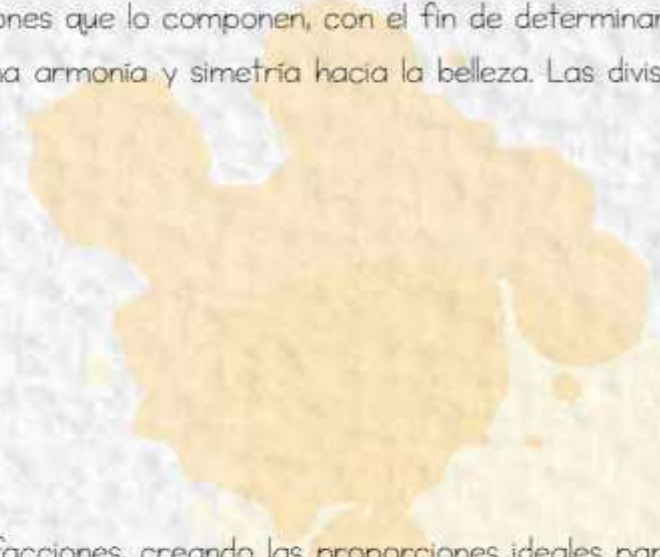 ones que lo componen, con el fin de determinar
a armonía y simetría hacia la belleza. Las divis
facciones, creando las proporciones ideales par